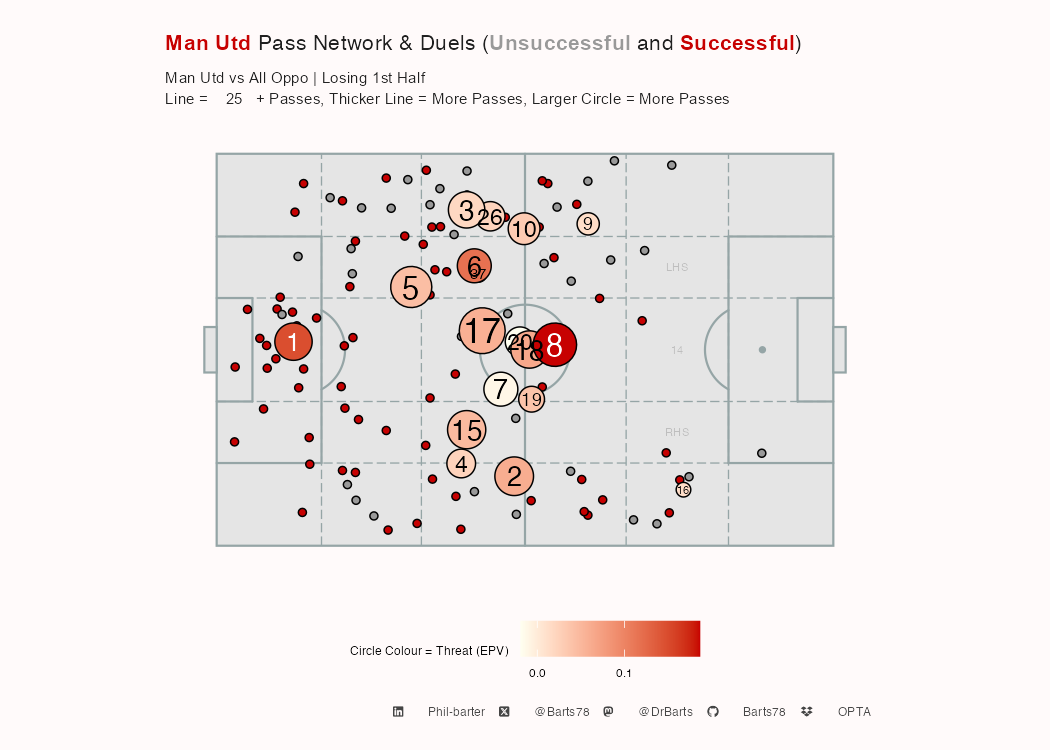 Man Utd Pass Network & Duels (Unsuccessful and Successful)
Man Utd vs All Oppo | Losing 1st Half
Line = 25 + Passes, Thicker Line = More Passes, Larger Circle = More Passes
3
26
10
9
6
37
LHS
5
1
17
20
18
8
14
7
19
15
RHS
4
2
16
Circle Colour = Threat (EPV)
0.0 0.1
Phil-barter @Barts78 @DrBarts Barts78 OPTA